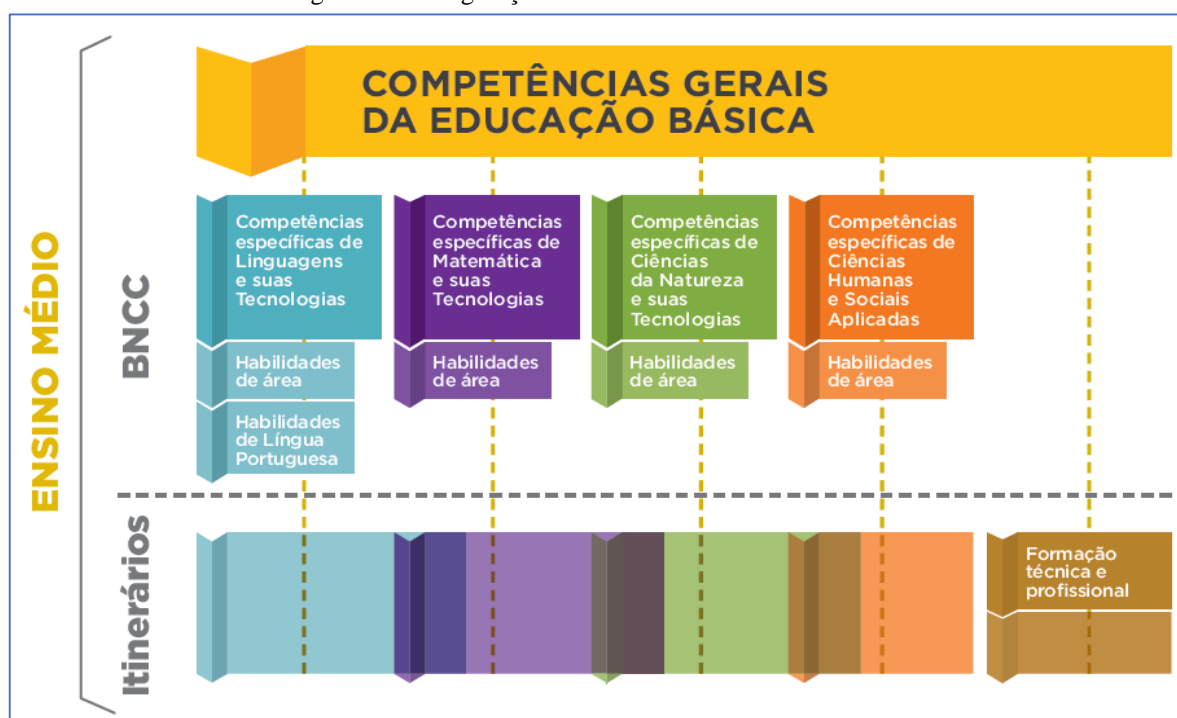 COMPETÊNCIAS GERAIS
DA EDUCAÇÃO BÁSICA
ENSINO MÉDIO
BNCC
Competências
específicas de
Linguagens
e suas
Tecnologias
Habilidades
de área
Habilidades
de Língua
Portuguesa
Competências
específicas de
Matemática
e suas
Tecnologias
Habilidades
de área
Competências
específicas de
Ciências
da Natureza
e suas
Tecnologias
Habilidades
de área
Competências
específicas de
Ciências
Humanas
e Sociais
Aplicadas
Habilidades
de área
Itinerários
Formação
técnica e
profissional